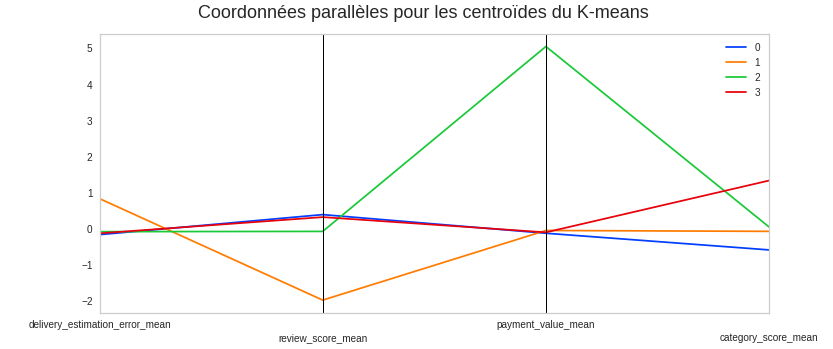 Coordonnées parallèles pour les centroïdes du K-means
5
4
3
2
1
0
−1
−2
0
1
2
3
delivery_estimation_error_mean
review_score_mean
payment_value_mean
category_score_mean